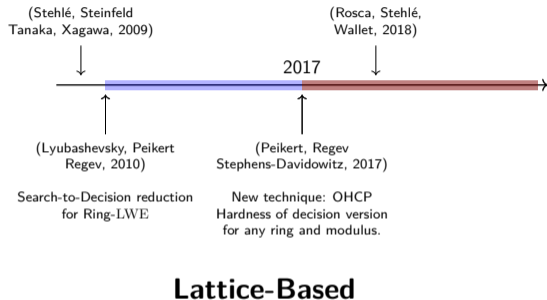 (Stehlé, Steinfeld
Tanaka, Xagawa, 2009)
(Rosca, Stehlé,
Wallet, 2018)
2017
(Lyubashevsky, Peikert
Regev, 2010)
Search-to-Decision reduction
for Ring-LWE
(Peikert, Regev
Stephens-Davidowitz, 2017)
New technique: OHCP
Hardness of decision version
for any ring and modulus.
Lattice-Based